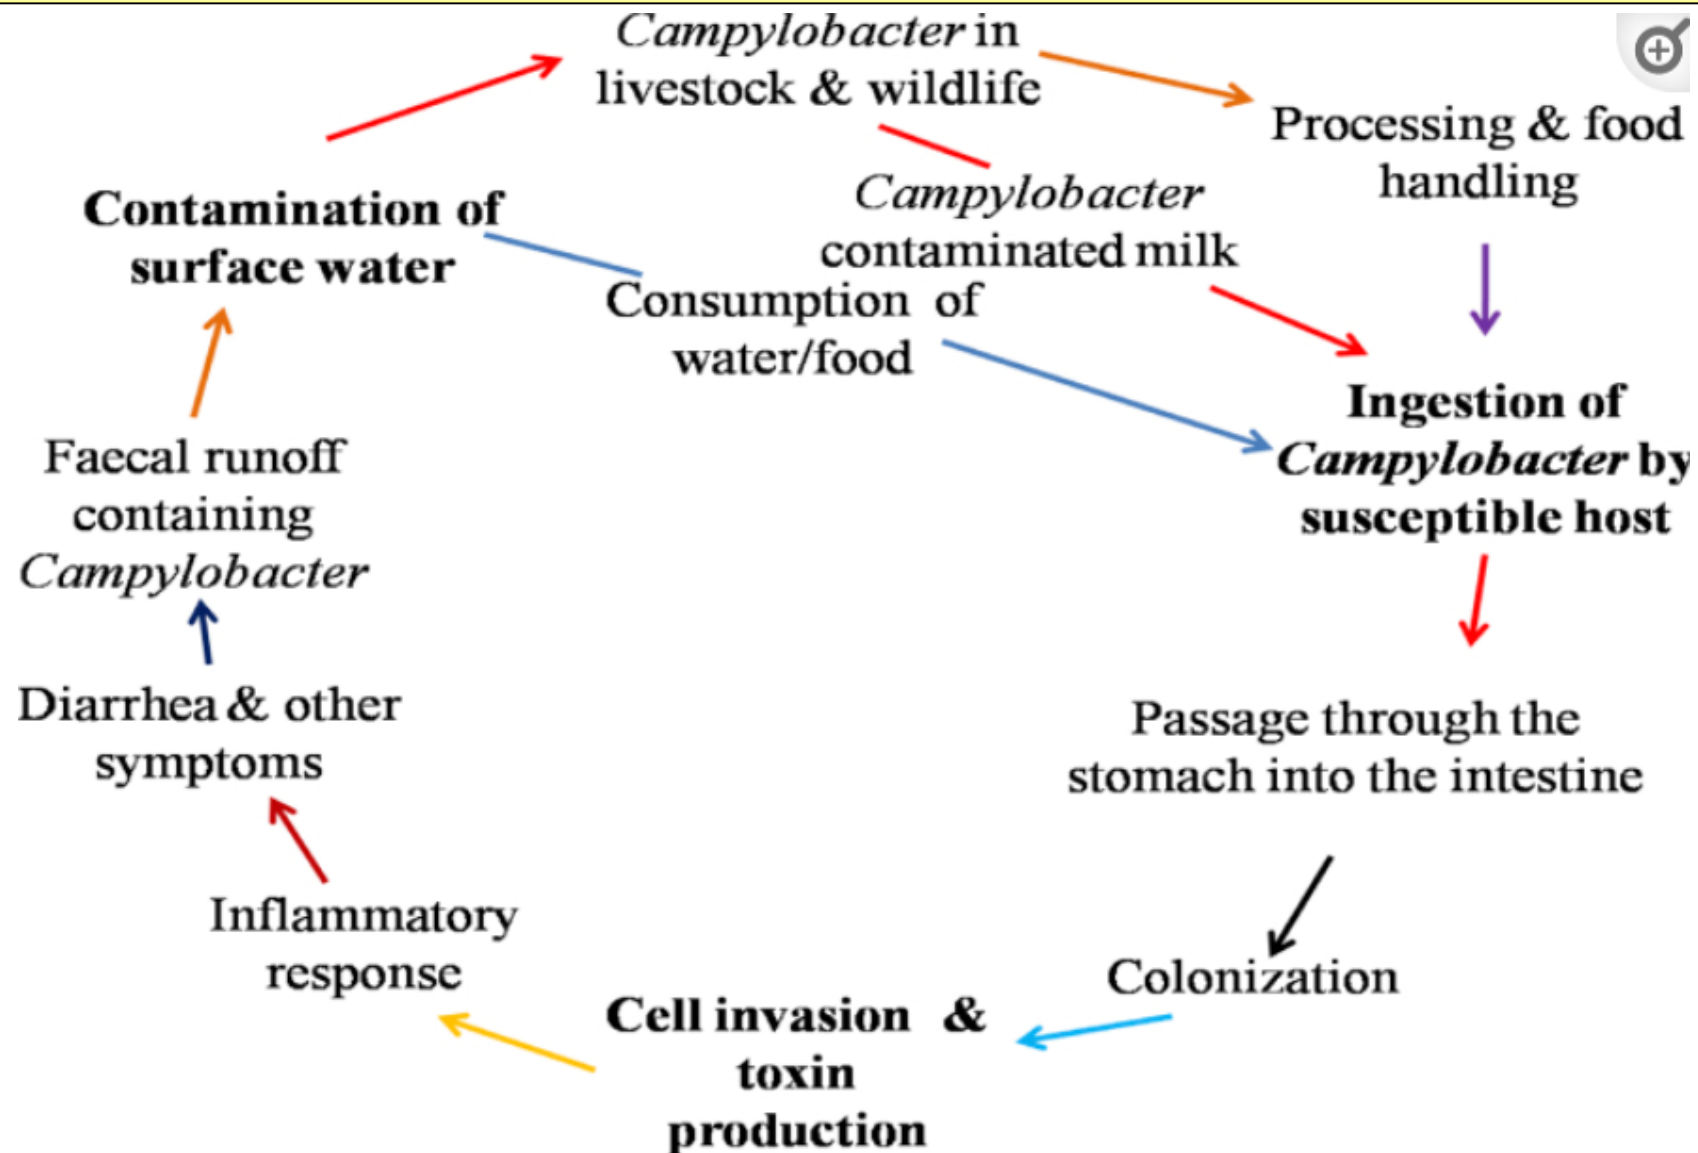 Campylobacter in
livestock & wildlife
Processing & food
handling
Campylobacter
contaminated milk
Contamination of
surface water
Consumption of
water/food
Ingestion of
Campylobacter by
susceptible host
Faecal runoff
containing
Campylobacter
Diarrhea & other
symptoms
Passage through the
stomach into the intestine
Inflammatory
response
Colonization
Cell invasion &
toxin
production